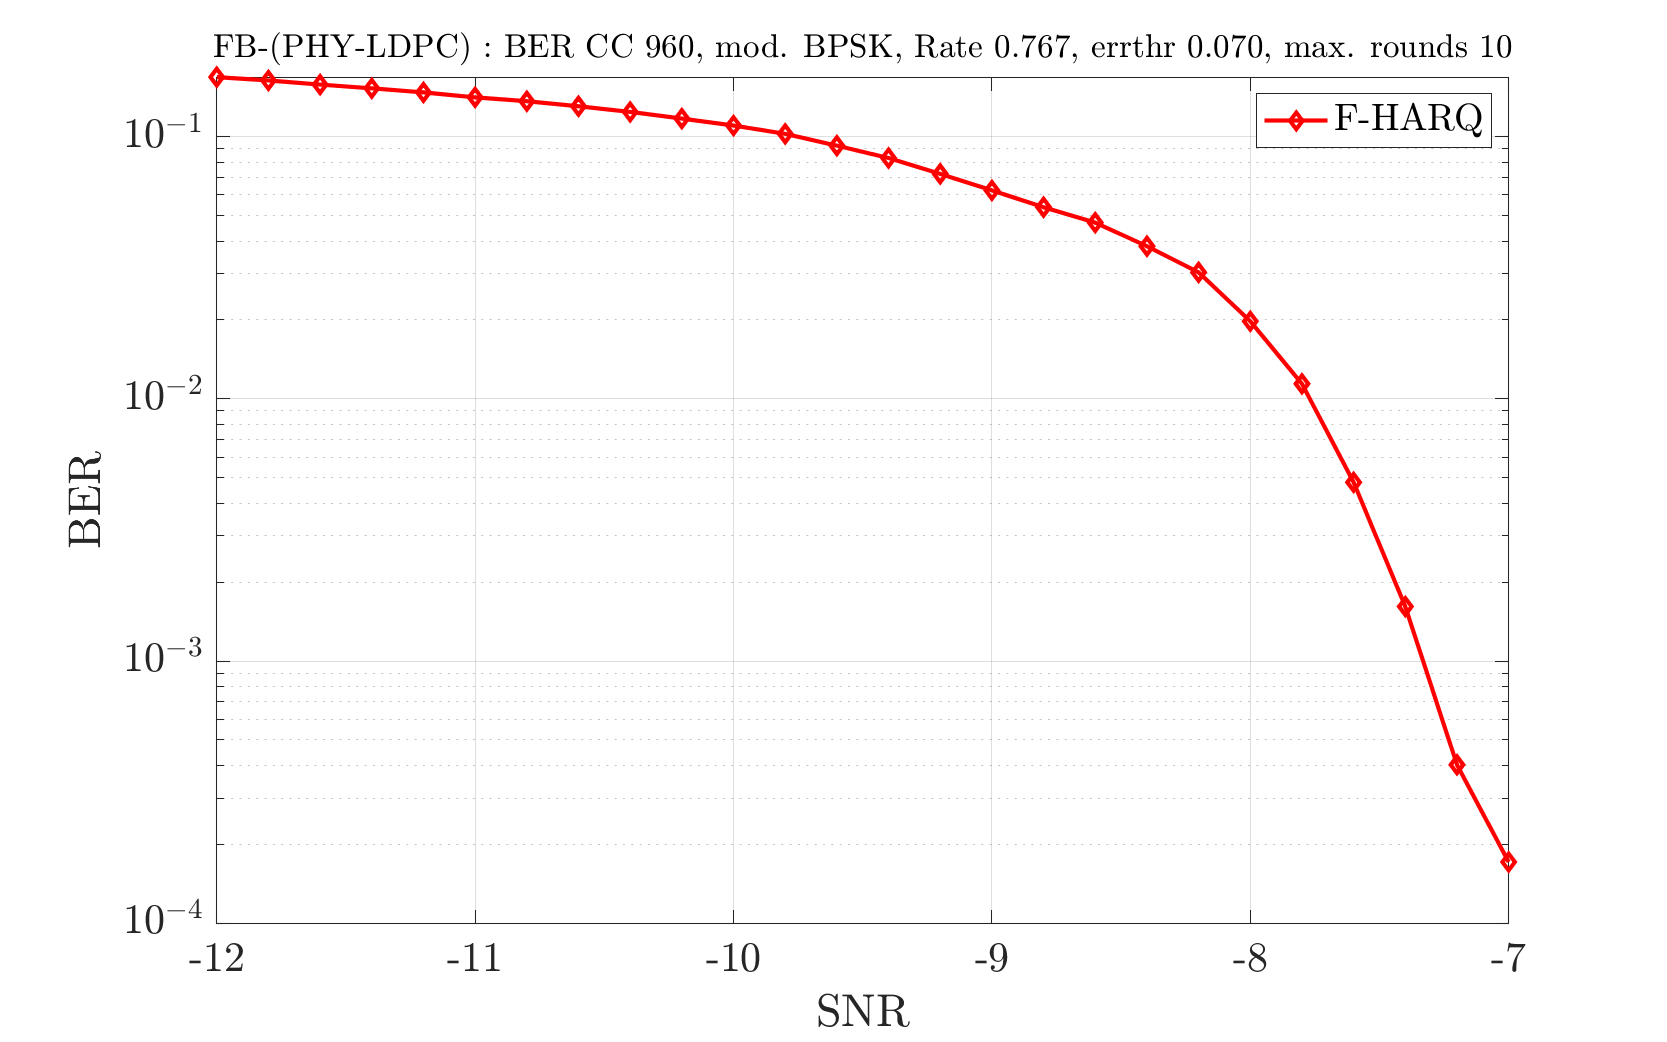 FB-(PHY-LDPC) : BER CC 960, mod. BPSK, Rate 0.767, errthr 0.070, max. rounds 10
F-HARQ
10⁻¹
10⁻²
10⁻³
10⁻⁴
BER
-12 -11 -10 -9 -8 -7
SNR